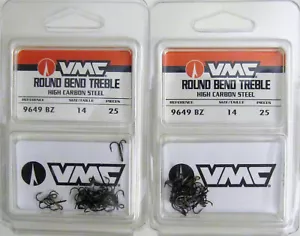 VMC
ROUND BEND TREBLE
HIGH CARBON STEEL
REFERENCE SIZE/TAILLE PIECES
9649 BZ 14 25
VMC
VMC
ROUND BEND TREBLE
HIGH CARBON STEEL
REFERENCE SIZE/TAILLE PIECES
9649 BZ 14 25
VMC